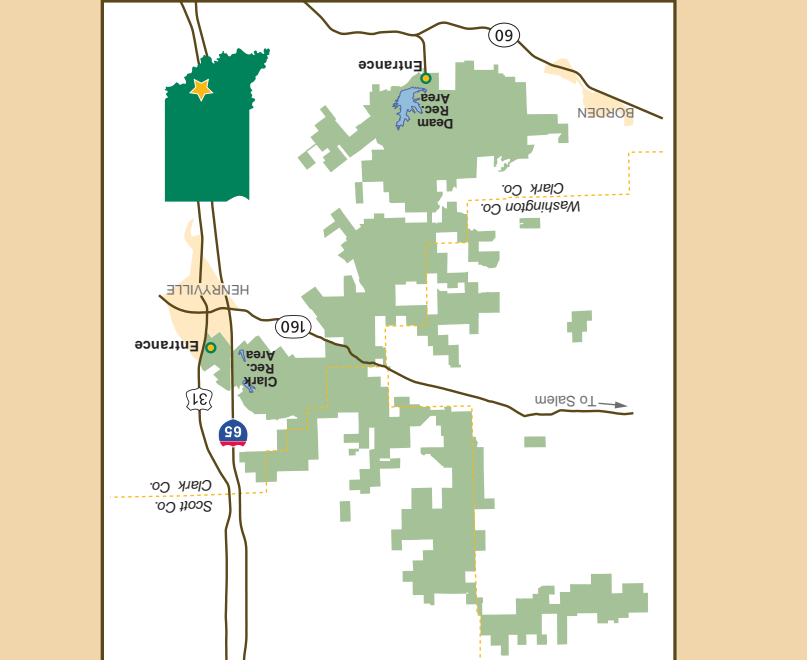 Scott Co.
Clark Co.
65
31
To Salem
Clark
Rec.
Area
Entrance
160
HENRYVILLE
Washington Co.
Clark Co.
Deam
Rec.
Area
BORDEN
Entrance
60